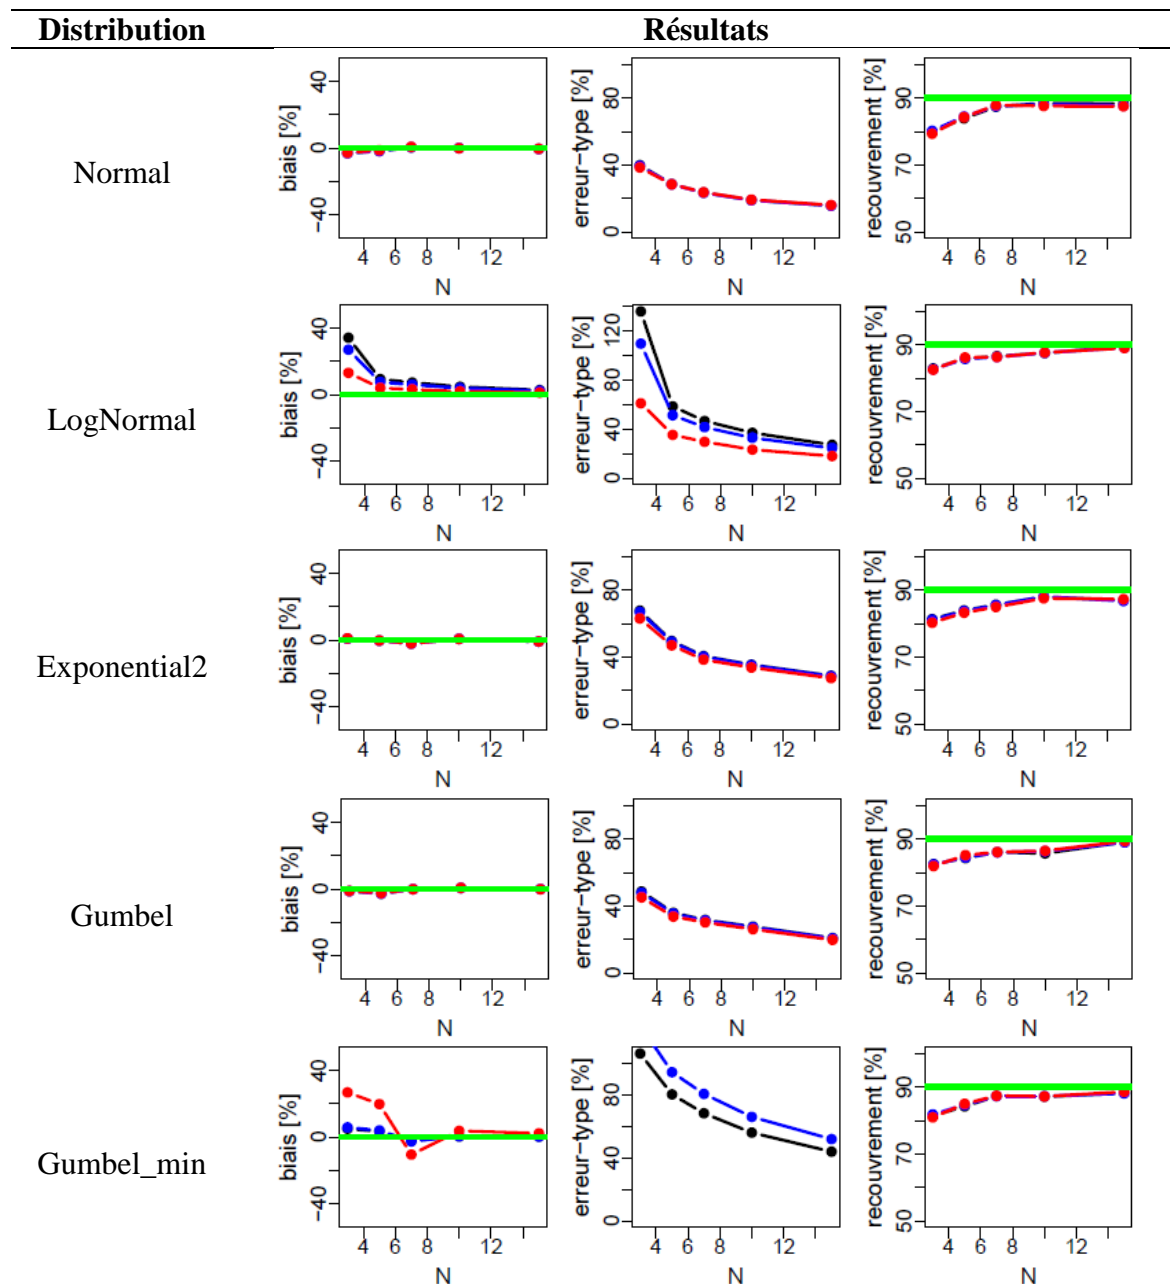 Distribution Résultats
Normal
biais [%]
40
0
−40
4 6 8 12
N
erreur−type [%]
80
40
0
4 6 8 12
N
recouvrement [%]
90
70
50
4 6 8 12
N
LogNormal
biais [%]
40
0
−40
4 6 8 12
N
erreur−type [%]
120
80
40
0
4 6 8 12
N
recouvrement [%]
90
70
50
4 6 8 12
N
Exponential2
biais [%]
40
0
−40
4 6 8 12
N
erreur−type [%]
80
40
0
4 6 8 12
N
recouvrement [%]
90
70
50
4 6 8 12
N
Gumbel
biais [%]
40
0
−40
4 6 8 12
N
erreur−type [%]
80
40
0
4 6 8 12
N
recouvrement [%]
90
70
50
4 6 8 12
N
Gumbel_min
biais [%]
40
0
−40
4 6 8 12
N
erreur−type [%]
80
40
0
4 6 8 12
N
recouvrement [%]
90
70
50
4 6 8 12
N